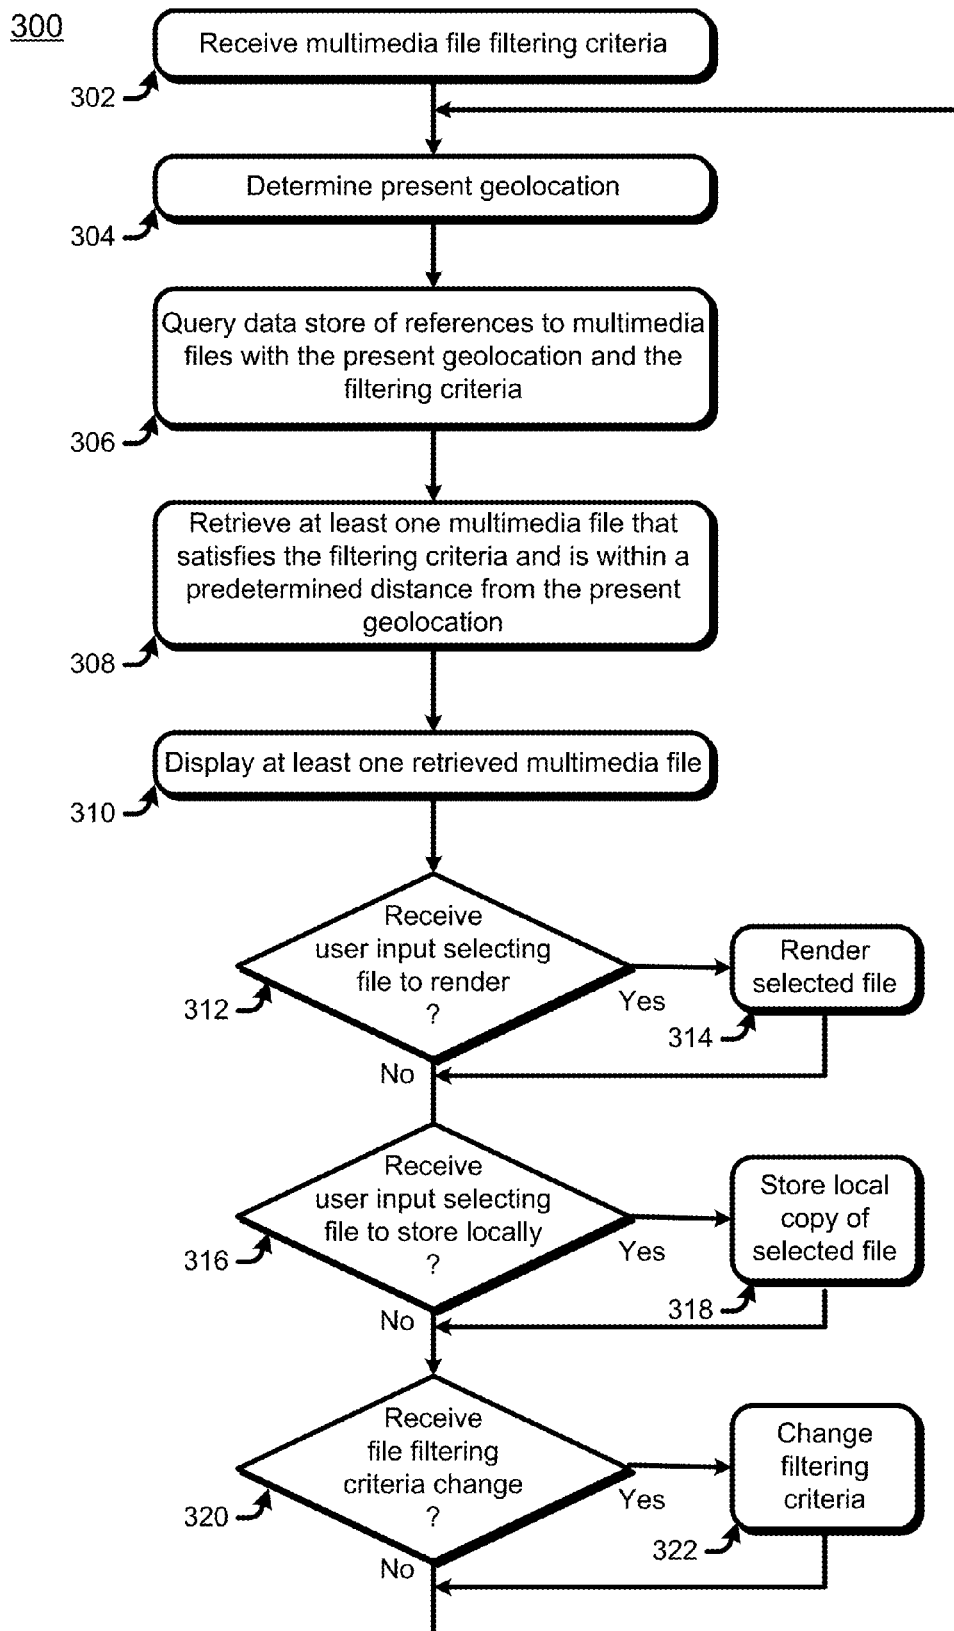 300
Receive multimedia file filtering criteria
302
Determine present geolocation
304
Query data store of references to multimedia
files with the present geolocation and the
filtering criteria
306
Retrieve at least one multimedia file that
satisfies the filtering criteria and is within a
predetermined distance from the present
geolocation
308
Display at least one retrieved multimedia file
310
Receive
user input selecting
file to render
?
312
Yes
Render
selected file
314
No
Receive
user input selecting
file to store locally
?
316
Yes
Store local
copy of
selected file
318
No
Receive
file filtering
criteria change
?
320
Yes
Change
filtering
criteria
322
No